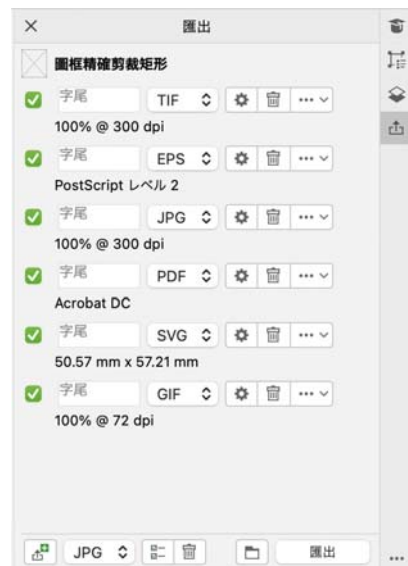 匯出
圖框精確剪裁矩形
字尾 TIF
100% @ 300 dpi
字尾 EPS
PostScript レベル 2
字尾 JPG
100% @ 300 dpi
字尾 PDF
Acrobat DC
字尾 SVG
50.57 mm x 57.21 mm
字尾 GIF
100% @ 72 dpi
JPG 匯出